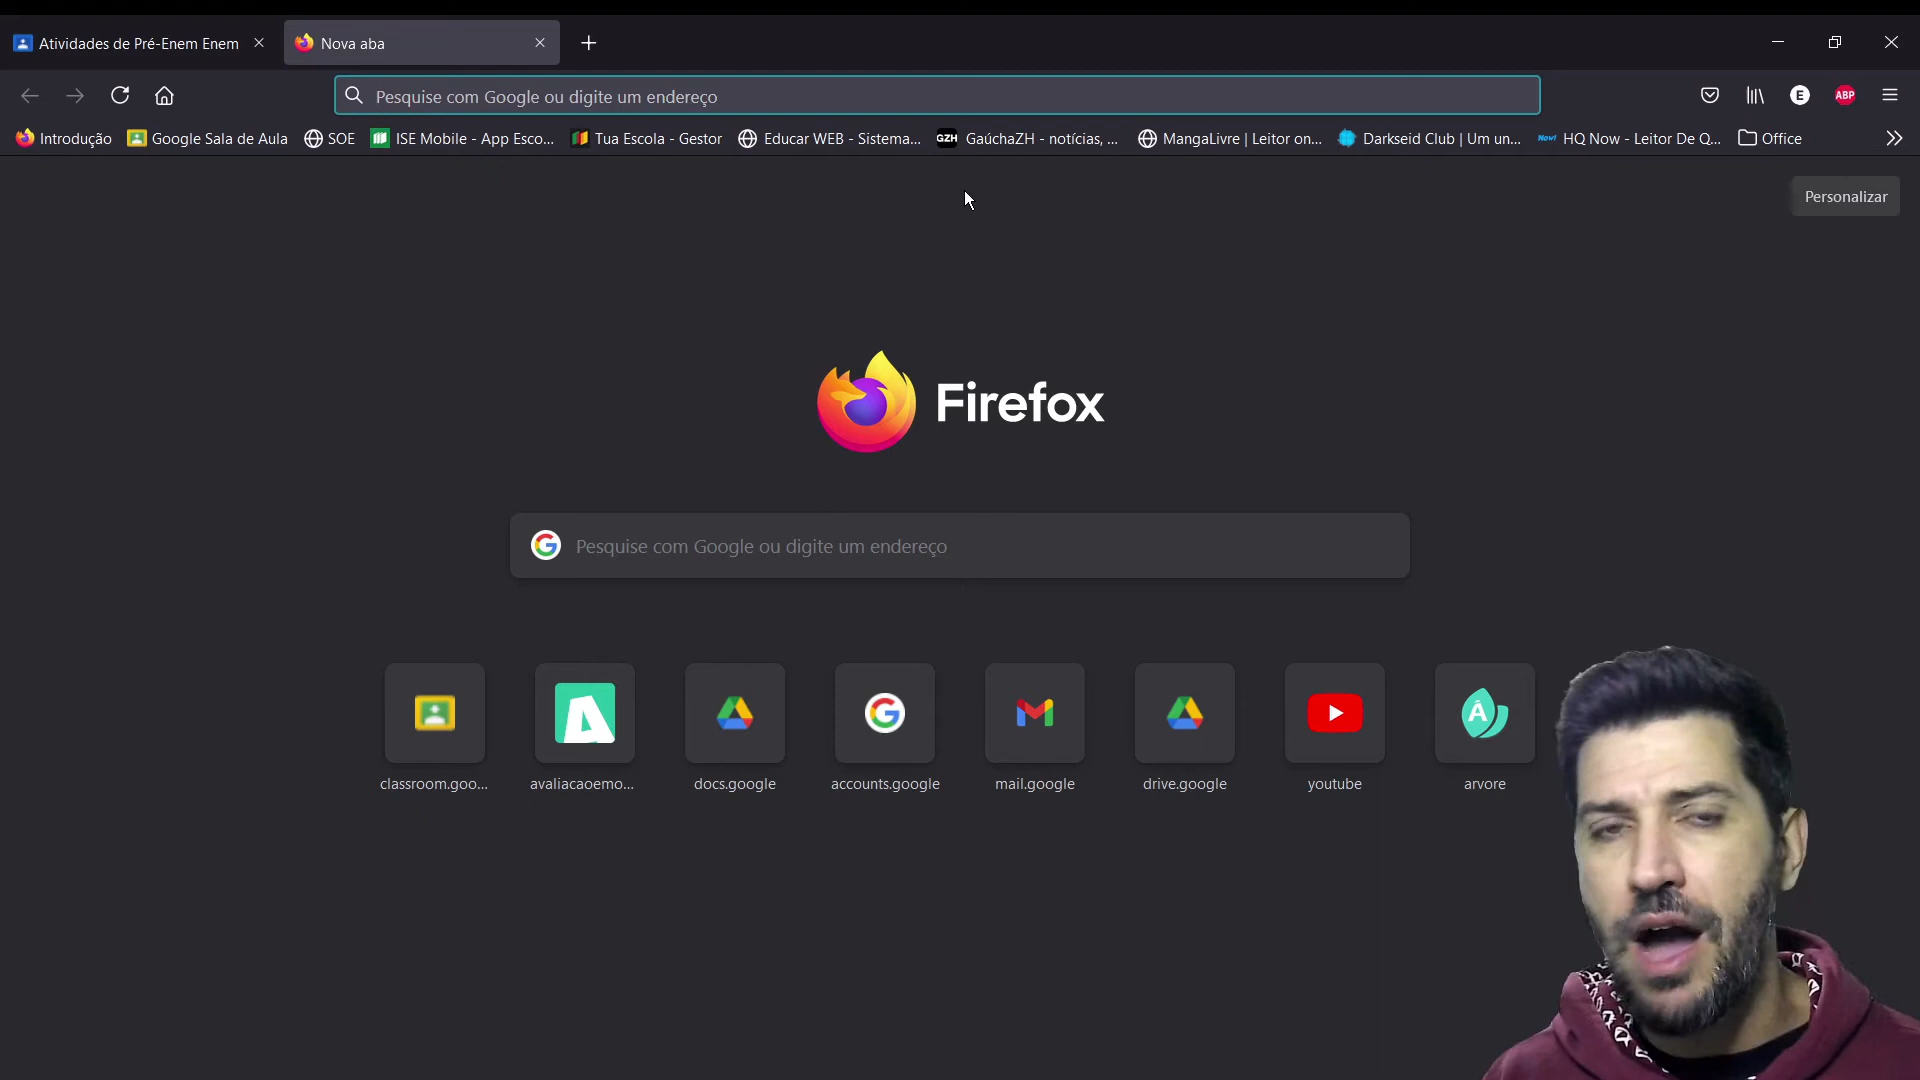 Atividades de Pré-Enem Enem
Nova aba
Pesquise com Google ou digite um endereço
E
ABP
Introdução
Google Sala de Aula
SOE
ISE Mobile - App Esco...
Tua Escola - Gestor
Educar WEB - Sistema...
GZH
GaúchaZH - notícias, ...
MangaLivre | Leitor on...
Darkseid Club | Um un...
Now!
HQ Now - Leitor De Q...
Office
Personalizar
Firefox
Pesquise com Google ou digite um endereço
classroom.goo...
avaliacaoemo...
docs.google
accounts.google
mail.google
drive.google
youtube
arvore